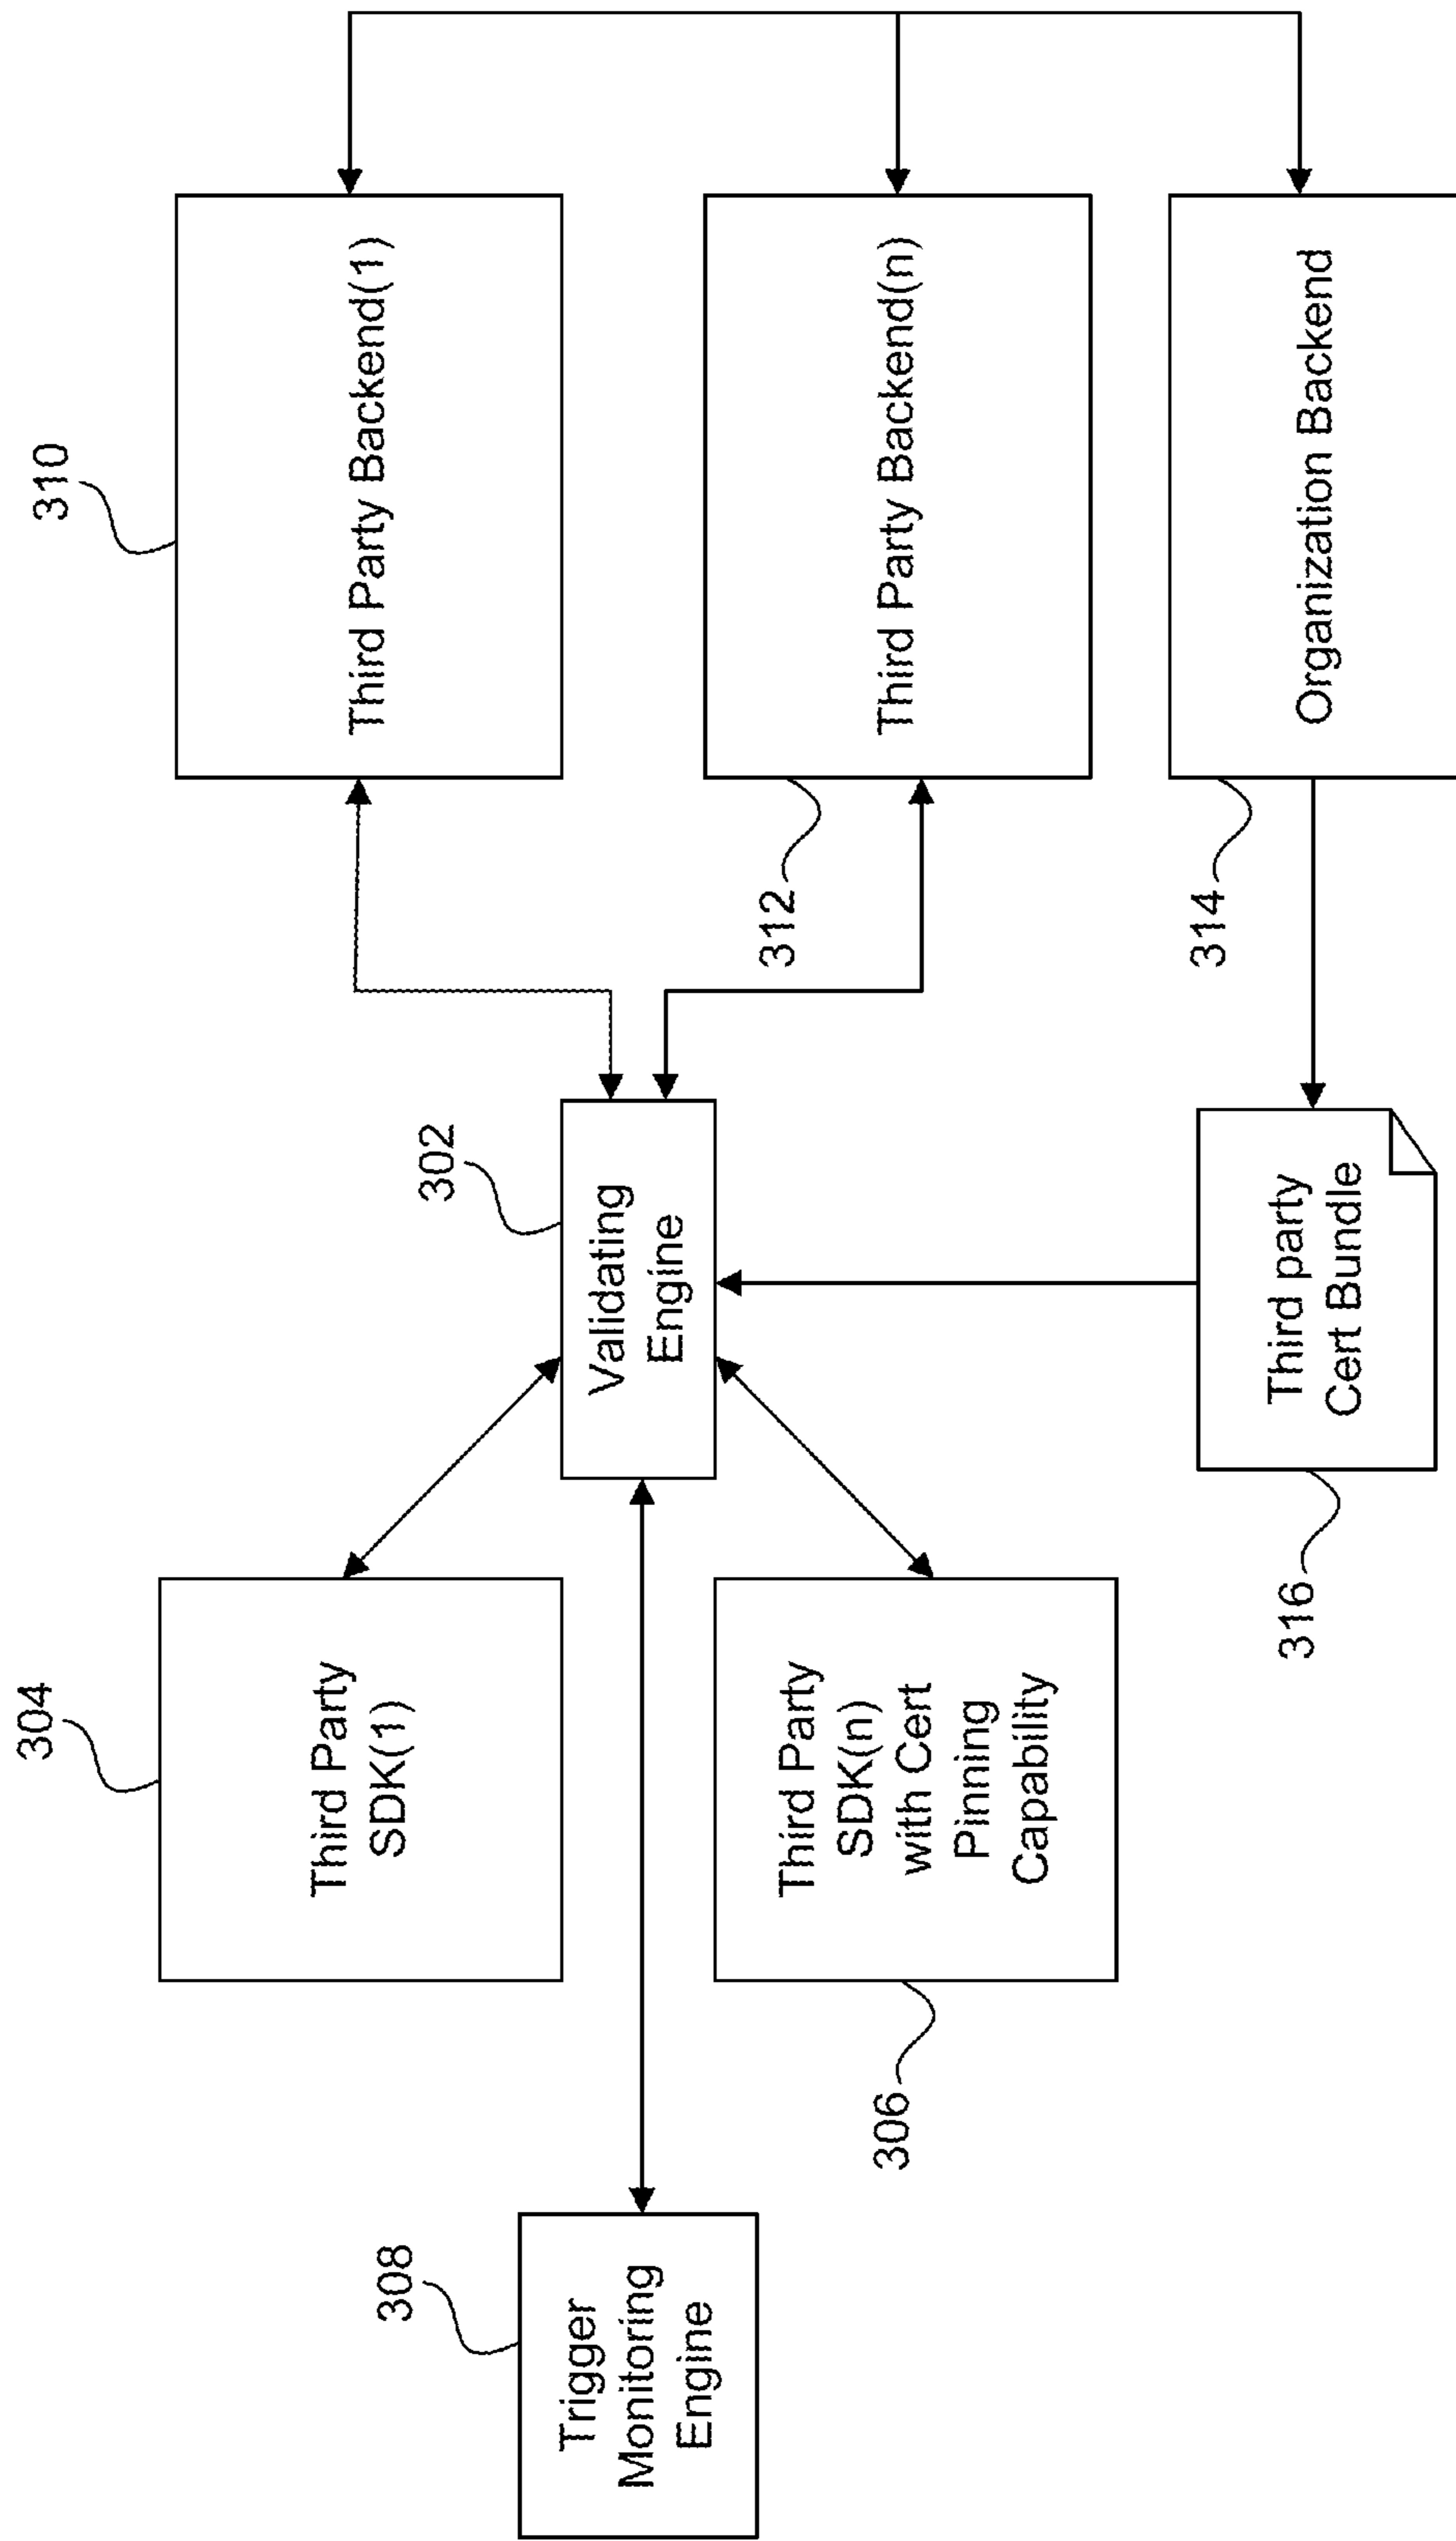 304
Third Party
SDK(1)
302
310
Third Party Backend(1)
308
Trigger
Monitoring
Engine
Validating
Engine
306
Third Party
SDK(n)
with Cert
Pinning
Capability
312
Third Party Backend(n)
316
Third party
Cert Bundle
314
Organization Backend